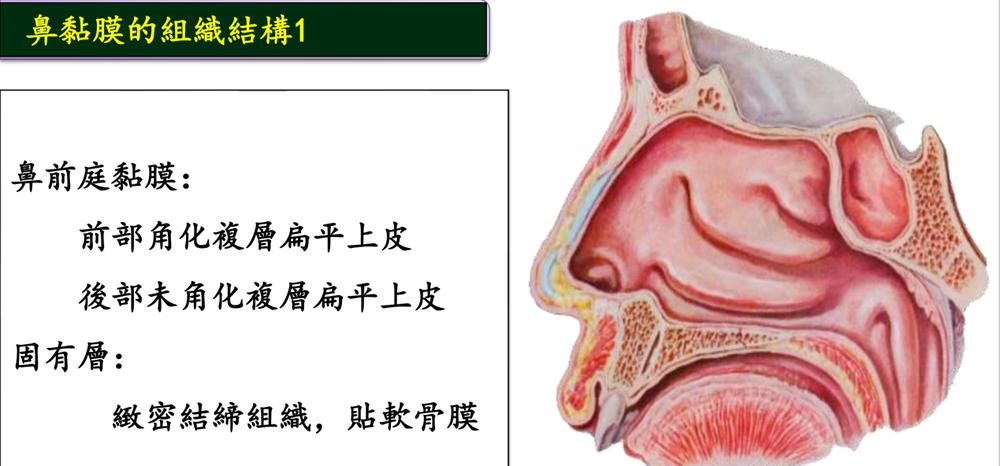 鼻黏膜的組織結構1
鼻前庭黏膜：
前部角化複層扁平上皮
後部未角化複層扁平上皮
固有層：
緻密結締組織，貼軟骨膜